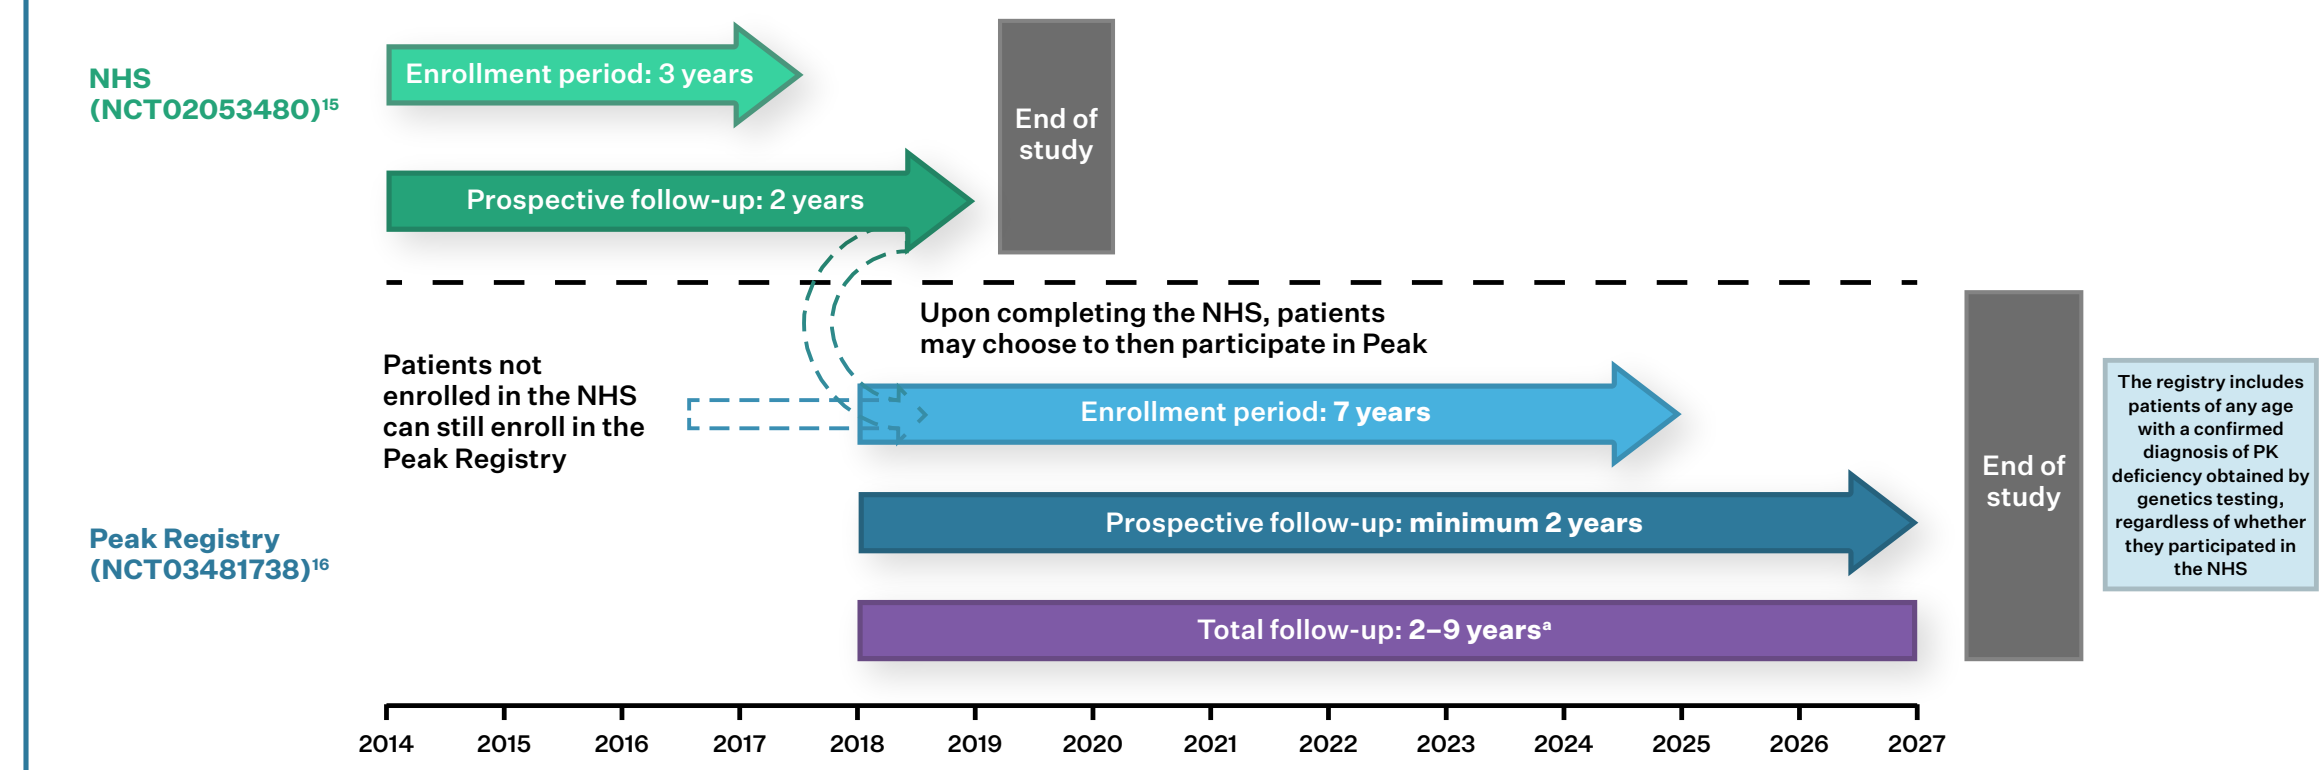 NHS
(NCT02053480)¹⁵
Enrollment period: 3 years
Prospective follow-up: 2 years
End of
study
Upon completing the NHS, patients
may choose to then participate in Peak
Patients not
enrolled in the NHS
can still enroll in the
Peak Registry
Enrollment period: 7 years
Peak Registry
(NCT03481738)¹⁶
Prospective follow-up: minimum 2 years
Total follow-up: 2–9 yearsᵃ
End of
study
The registry includes
patients of any age
with a confirmed
diagnosis of PK
deficiency obtained by
genetics testing,
regardless of whether
they participated in
the NHS
2014 2015 2016 2017 2018 2019 2020 2021 2022 2023 2024 2025 2026 2027